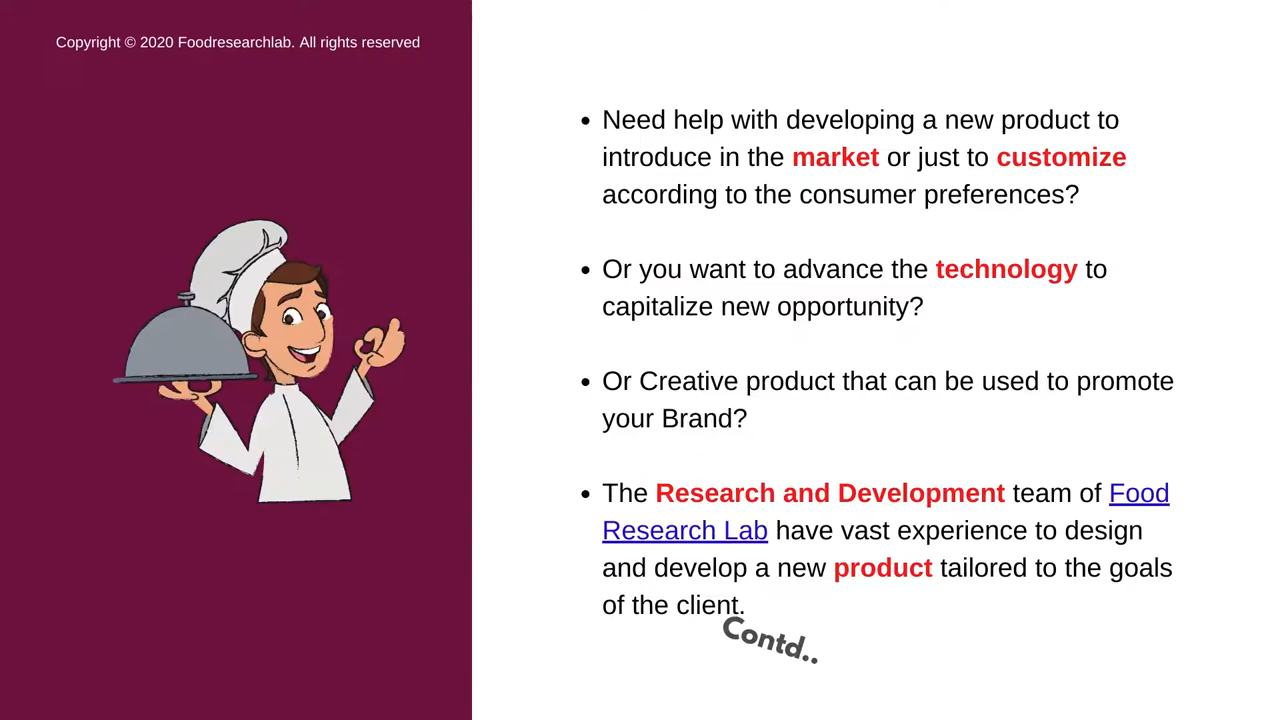 Copyright © 2020 Foodresearchlab. All rights reserved
• Need help with developing a new product to
introduce in the market or just to customize
according to the consumer preferences?
• Or you want to advance the technology to
capitalize new opportunity?
• Or Creative product that can be used to promote
your Brand?
• The Research and Development team of Food
Research Lab have vast experience to design
and develop a new product tailored to the goals
of the client.
Contd..